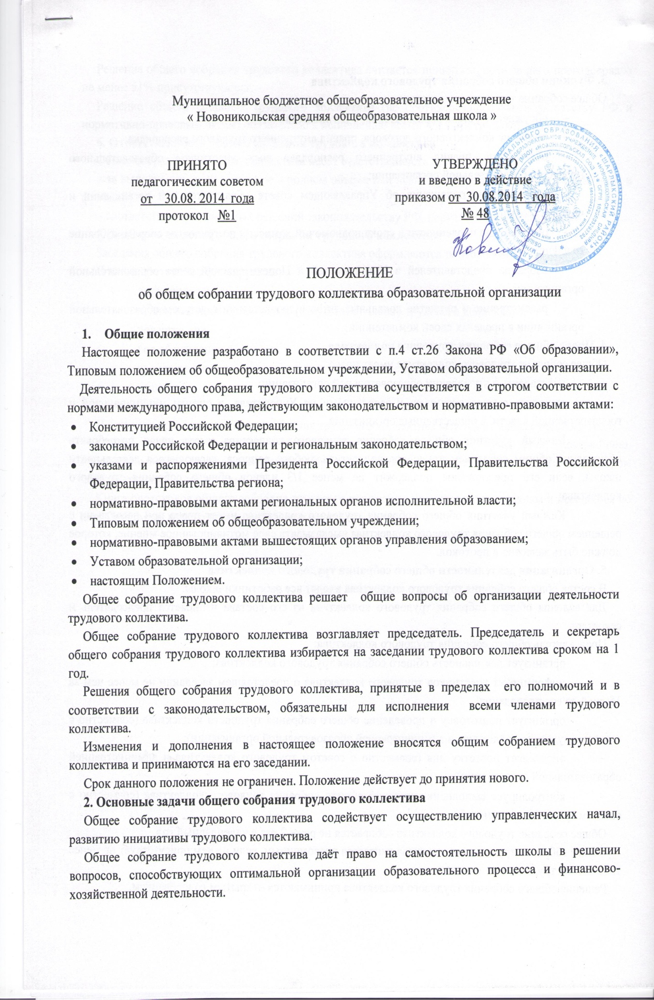 Муниципальное бюджетное общеобразовательное учреждение
« Новоникольская средняя общеобразовательная школа »
ПРИНЯТО
педагогическим советом
от 30.08. 2014 года
протокол №1
УТВЕРЖДЕНО
и введено в действие
приказом от 30.08.2014 года
№ 48
ПОЛОЖЕНИЕ
об общем собрании трудового коллектива образовательной организации
1. Общие положения
Настоящее положение разработано в соответствии с п.4 ст.26 Закона РФ «Об образовании»,
Типовым положением об общеобразовательном учреждении, Уставом образовательной организации.
Деятельность общего собрания трудового коллектива осуществляется в строгом соответствии с
нормами международного права, действующим законодательством и нормативно-правовыми актами:
• Конституцией Российской Федерации;
• законами Российской Федерации и региональным законодательством;
• указами и распоряжениями Президента Российской Федерации, Правительства Российской
Федерации, Правительства региона;
• нормативно-правовыми актами региональных органов исполнительной власти;
• Типовым положением об общеобразовательном учреждении;
• нормативно-правовыми актами вышестоящих органов управления образованием;
• Уставом образовательной организации;
• настоящим Положением.
Общее собрание трудового коллектива решает общие вопросы об организации деятельности
трудового коллектива.
Общее собрание трудового коллектива возглавляет председатель. Председатель и секретарь
общего собрания трудового коллектива избирается на заседании трудового коллектива сроком на 1
год.
Решения общего собрания трудового коллектива, принятые в пределах его полномочий и в
соответствии с законодательством, обязательны для исполнения всеми членами трудового
коллектива.
Изменения и дополнения в настоящее положение вносятся общим собранием трудового
коллектива и принимаются на его заседании.
Срок данного положения не ограничен. Положение действует до принятия нового.
2. Основные задачи общего собрания трудового коллектива
Общее собрание трудового коллектива содействует осуществлению управленческих начал,
развитию инициативы трудового коллектива.
Общее собрание трудового коллектива даёт право на самостоятельность школы в решении
вопросов, способствующих оптимальной организации образовательного процесса и финансово-
хозяйственной деятельности.